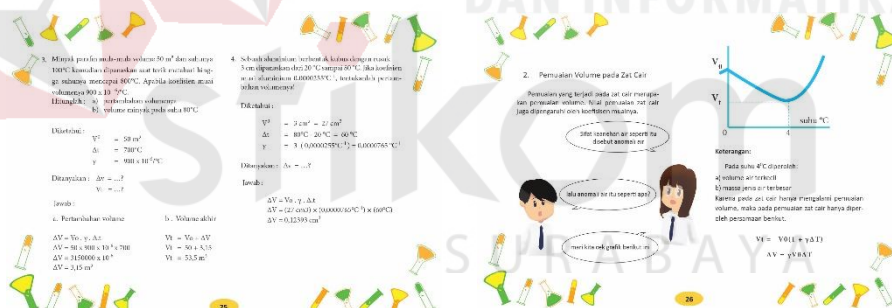 DAN INFORMATIKA
stikom
SURABAYA
3. Minyak parafin mula-mula volume 50 m³ dan suhunya
100°C kemudian dipanaskan saat terik matahari hing-
ga suhunya mencapai 800°C. Apabila koefisien muai
volumenya 900 x 10⁻⁶/°C.
Hitunglah : a) pertambahan volumenya
b) volume minyak pada suhu 80°C
Diketahui :
= 50 m³
Δt = 700°C
γ = 900 x 10⁻⁶/°C
Ditanyakan : Δv = ...?
Vt = ...?
Jawab :
a. Pertambahan volume
ΔV = Vo . γ . Δt
ΔV = 50 x 900 x 10⁻⁶ x 700
ΔV = 3150000 x 10⁻⁶
ΔV = 3,15 m³
b. Volume akhir
Vt = Vo + ΔV
Vt = 50 + 3,15
Vt = 53,5 m³
4. Sebuah aluminium berbentuk kubus dengan rusuk
3 cm dipanaskan dari 20 °C sampai 80 °C. Jika koefisien
muai aluminium 0,0000255°C⁻¹, tentukanlah pertam-
bahan volumenya!
Diketahui :
= 3 cm³ = 27 cm³
Δt = 80°C - 20 °C = 60 °C
γ = 3 (0,0000255°C⁻¹) = 0,0000765 °C⁻¹
Ditanyakan : Δv = ...?
Jawab :
ΔV = Vo . γ . Δt
ΔV = (27 cm3) × (0,0000765°C⁻¹) × (60°C)
ΔV = 0,12393 cm³
25
2. Pemuaian Volume pada Zat Cair
Pemuaian yang terjadi pada zat cair merupa-
kan pemuaian volume. Nilai pemuaian zat cair
juga dipengaruhi oleh koefisien muainya.
Sifat keanehan air seperti itu
disebut anomali air
lalu anomali air itu seperti apa?
mari kita cek grafik berikut ini
V₀
Vₜ
0
4
suhu °C
Keterangan:
Pada suhu 4°C diperoleh:
a) volume air terkecil
b) massa jenis air terbesar
Karena pada zat cair hanya mengalami pemuaian
volume, maka pada pemuaian zat cair hanya diper-
oleh persamaan berikut.
Vt = V0(1 + γΔT)
ΔV = γV0ΔT
26